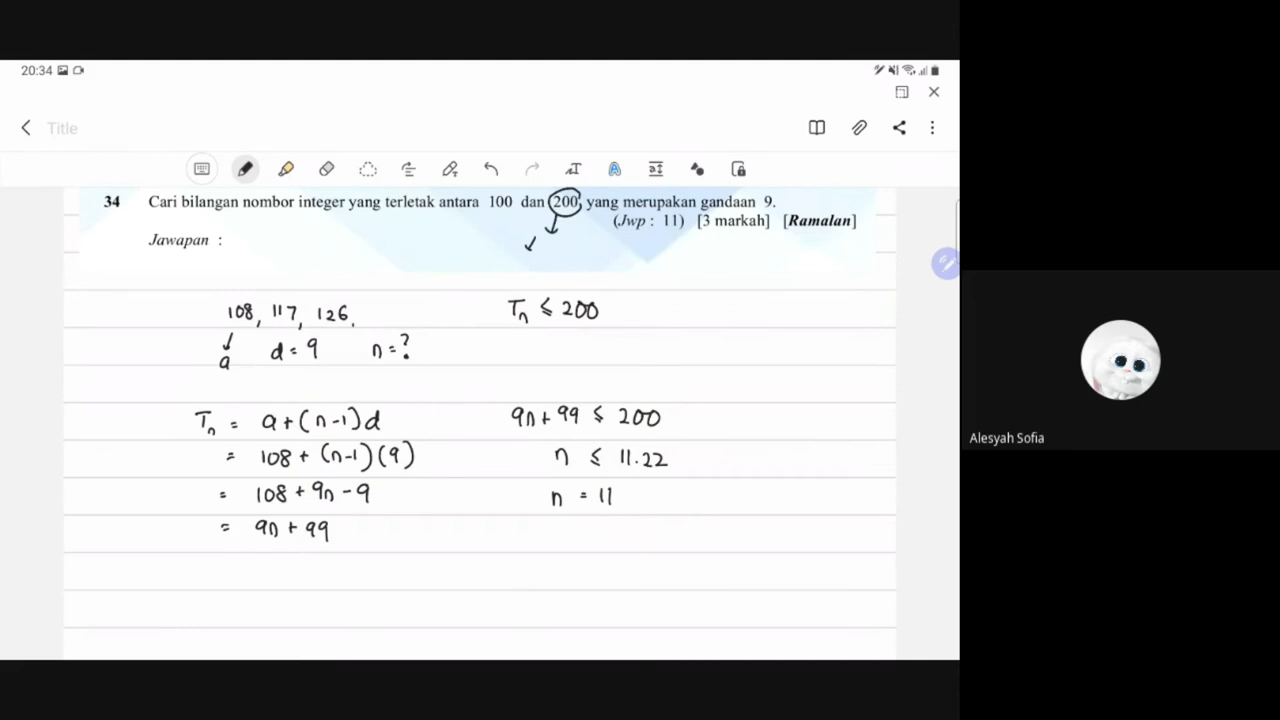 20:34
Title
34 Cari bilangan nombor integer yang terletak antara 100 dan 200, yang merupakan gandaan 9.
(Jwp : 11) [3 markah] [Ramalan]
Jawapan :
108, 117, 126,
a d = 9 n = ?
Tn = a + (n-1)d
= 108 + (n-1)(9)
= 108 + 9n - 9
= 9n + 99
Tn ≤ 200
9n + 99 ≤ 200
n ≤ 11.22
n = 11
Alesyah Sofia